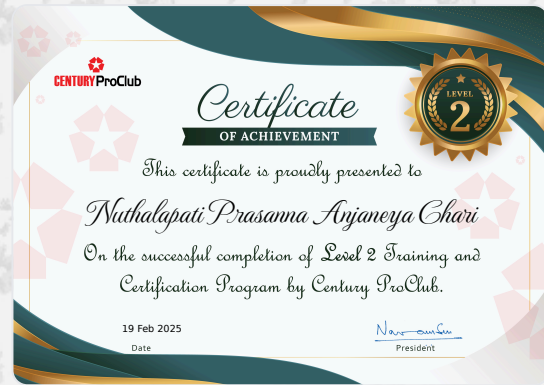 CENTURY ProClub
LEVEL
2
Certificate
OF ACHIEVEMENT
This certificate is proudly presented to
Nuthalapati Prasanna Anjaneya Chari
On the successful completion of Level 2 Training and
Certification Program by Century ProClub.
19 Feb 2025
Date
President